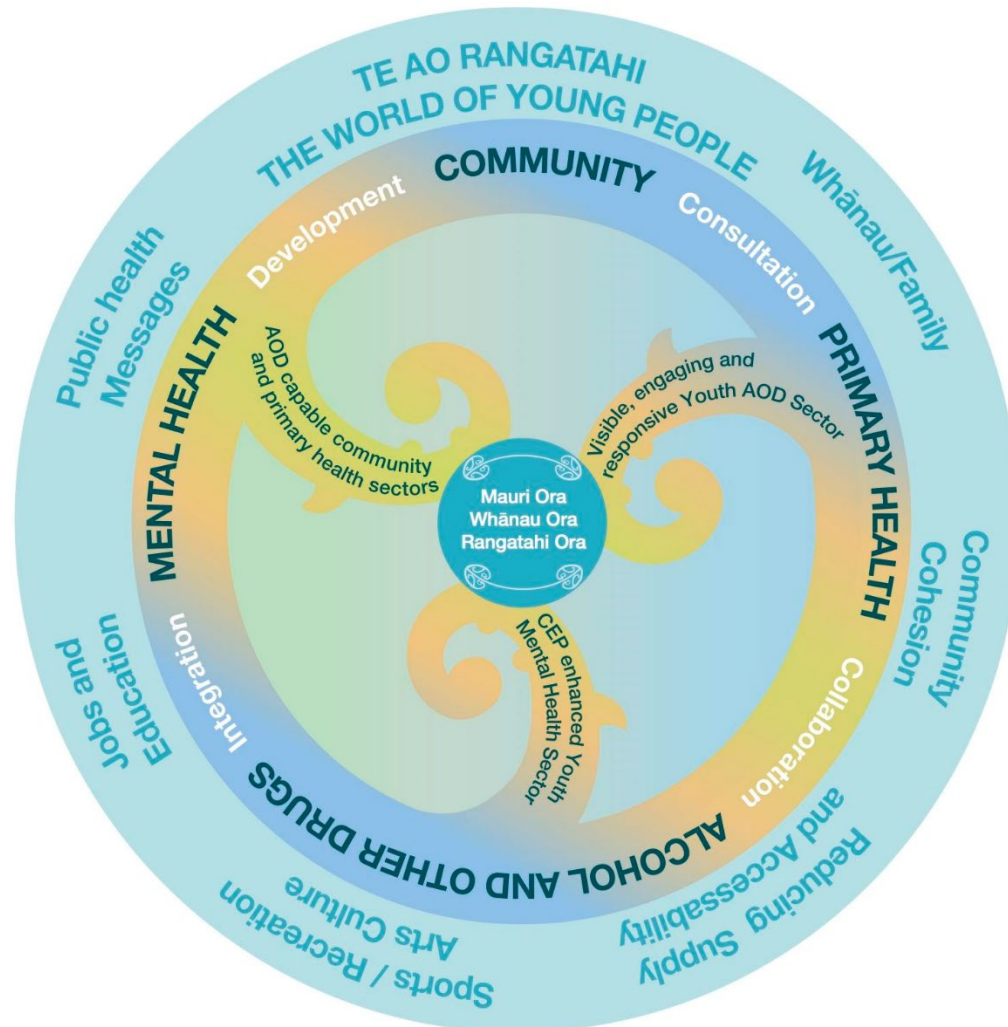 TE AO RANGATAHI
THE WORLD OF YOUNG PEOPLE
Whānau/Family
Community
Cohesion
Reducing Supply
and Accessability
Sports / Recreation
Arts Culture
Jobs and
Education
Public health
Messages
COMMUNITY
Consultation
PRIMARY HEALTH
Collaboration
ALCOHOL AND OTHER DRUGS
Integration
MENTAL HEALTH
Development
AOD capable community
and primary health sectors
Visible, engaging and
responsive Youth AOD Sector
CEP enhanced Youth
Mental Health Sector
Mauri Ora
Whānau Ora
Rangatahi Ora